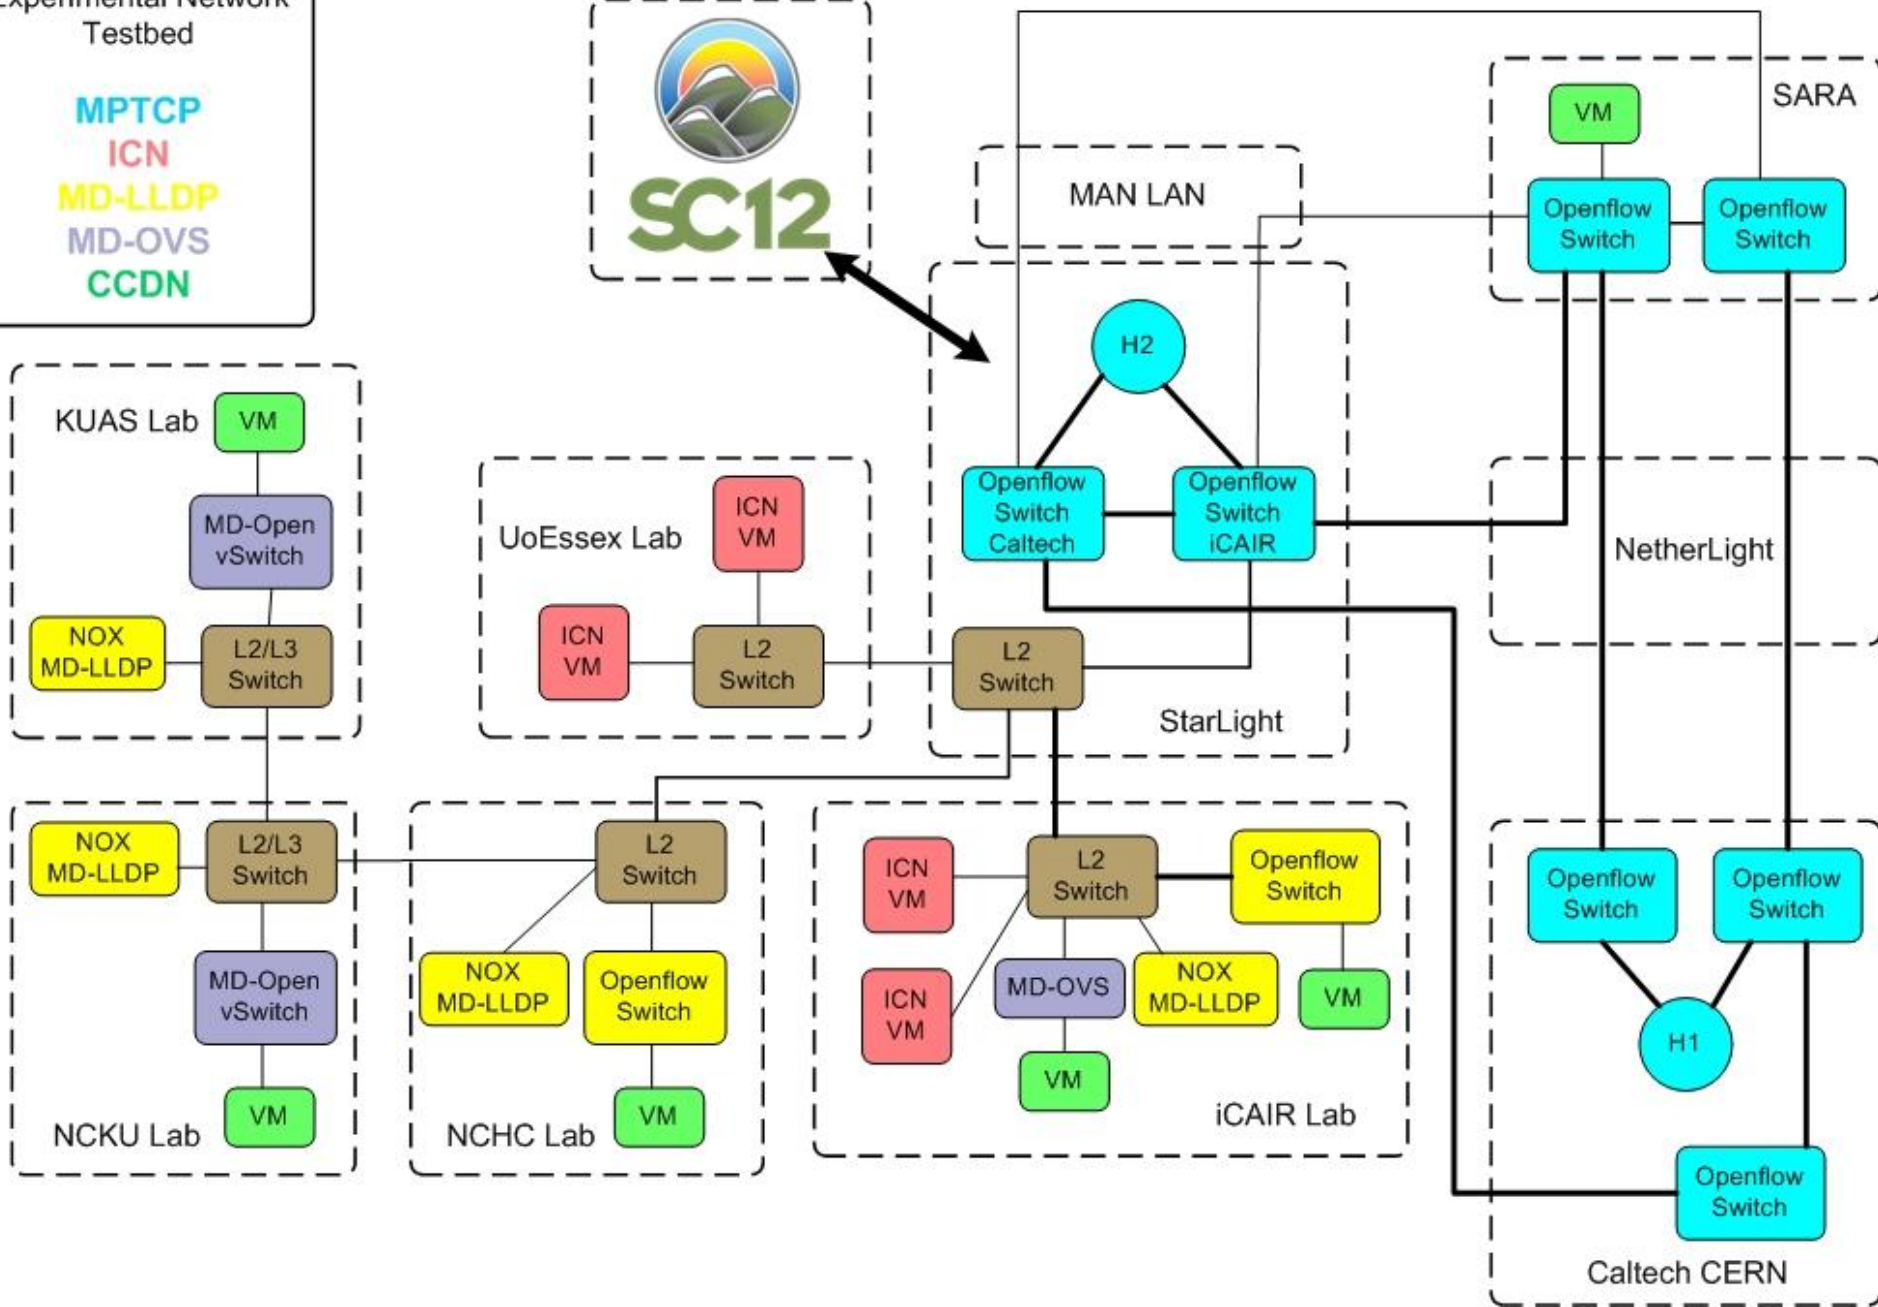 Experimental Network
Testbed
MPTCP
ICN
MD-LLDP
MD-OVS
CCDN
SC12
MAN LAN
SARA
VM
Openflow
Switch
Openflow
Switch
H2
Openflow
Switch
Caltech
Openflow
Switch
iCAIR
L2
Switch
StarLight
NetherLight
KUAS Lab
VM
MD-Open
vSwitch
NOX
MD-LLDP
L2/L3
Switch
UoEssex Lab
ICN
VM
ICN
VM
L2
Switch
NOX
MD-LLDP
L2/L3
Switch
MD-Open
vSwitch
VM
NCKU Lab
L2
Switch
NOX
MD-LLDP
Openflow
Switch
VM
NCHC Lab
ICN
VM
L2
Switch
Openflow
Switch
ICN
VM
MD-OVS
NOX
MD-LLDP
VM
VM
iCAIR Lab
Openflow
Switch
Openflow
Switch
H1
Openflow
Switch
Caltech CERN